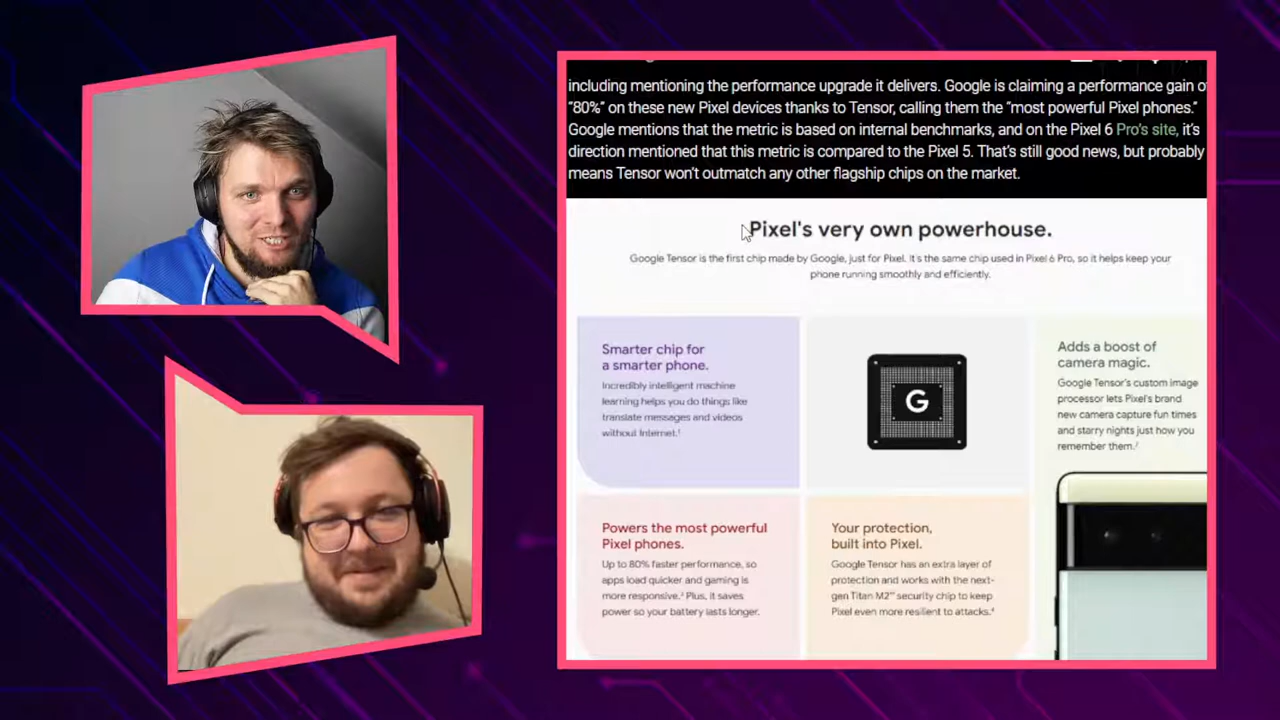 including mentioning the performance upgrade it delivers. Google is claiming a performance gain of
"80%" on these new Pixel devices thanks to Tensor, calling them the "most powerful Pixel phones."
Google mentions that the metric is based on internal benchmarks, and on the Pixel 6 Pro's site, it's
direction mentioned that this metric is compared to the Pixel 5. That's still good news, but probably
means Tensor won't outmatch any other flagship chips on the market.
Pixel's very own powerhouse.
Google Tensor is the first chip made by Google, just for Pixel. It's the same chip used in Pixel 6 Pro, so it helps keep your
phone running smoothly and efficiently.
Smarter chip for
a smarter phone.
Incredibly intelligent machine
learning helps you do things like
translate messages and videos
without Internet.¹
G
Adds a boost of
camera magic.
Google Tensor's custom image
processor lets Pixel's brand
new camera capture fun times
and starry nights just how you
remember them.²
Powers the most powerful
Pixel phones.
Up to 80% faster performance, so
apps load quicker and gaming is
more responsive.³ Plus, it saves
power so your battery lasts longer.
Your protection,
built into Pixel.
Google Tensor has an extra layer of
protection and works with the next-
gen Titan M2™ security chip to keep
Pixel even more resilient to attacks.⁴